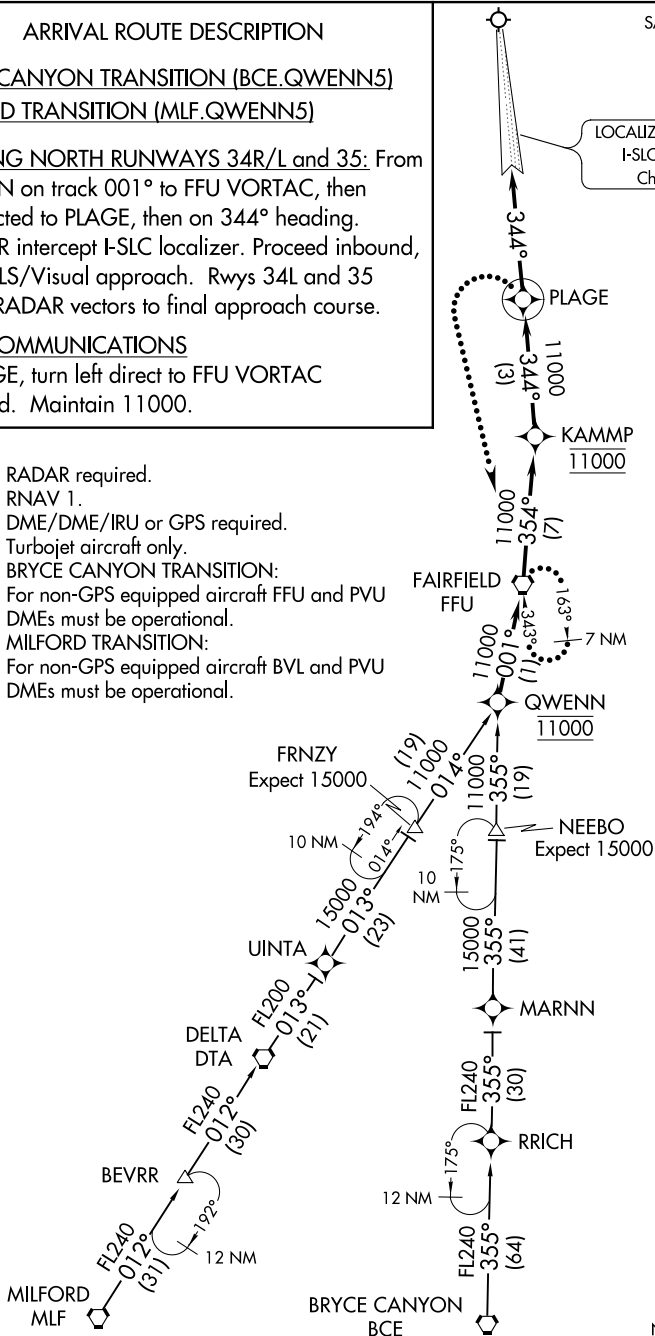 ARRIVAL ROUTE DESCRIPTION
CANYON TRANSITION (BCE.QWENN5)
D TRANSITION (MLF.QWENN5)
NG NORTH RUNWAYS 34R/L and 35: From
N on track 001° to FFU VORTAC, then
cted to PLAGE, then on 344° heading.
R intercept I-SLC localizer. Proceed inbound,
LS/Visual approach. Rwys 34L and 35
RADAR vectors to final approach course.
OMMUNICATIONS
GE, turn left direct to FFU VORTAC
d. Maintain 11000.
SA
LOCALIZ
I-SLC
Ch
344°
PLAGE
11000
344°
(3)
KAMMP
11000
RADAR required.
RNAV 1.
DME/DME/IRU or GPS required.
Turbojet aircraft only.
BRYCE CANYON TRANSITION:
For non-GPS equipped aircraft FFU and PVU
DMEs must be operational.
MILFORD TRANSITION:
For non-GPS equipped aircraft BVL and PVU
DMEs must be operational.
11000
354°
(7)
FAIRFIELD
FFU
163°
343°
7 NM
11000
001°
(1)
QWENN
11000
FRNZY
Expect 15000
(19)
11000
014°
11000
355°
(19)
194°
014°
10 NM
NEEBO
Expect 15000
175°
10
NM
15000
013°
(23)
15000
355°
(41)
UINTA
MARNN
FL200
013°
(21)
DELTA
DTA
FL240
355°
(30)
FL240
012°
(30)
RRICH
175°
12 NM
BEVRR
192°
12 NM
FL240
012°
(31)
FL240
355°
(64)
MILFORD
MLF
BRYCE CANYON
BCE
N